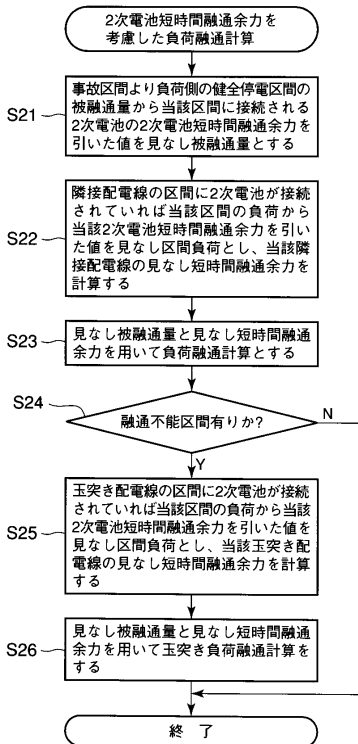 2次電池短時間融通余力を
考慮した負荷融通計算
S21
事故区間より負荷側の健全停電区間の
被融通量から当該区間に接続される
2次電池の2次電池短時間融通余力を
引いた値を見なし被融通量とする
S22
隣接配電線の区間に2次電池が接続
されていれば当該区間の負荷から
当該2次電池短時間融通余力を引い
た値を見なし区間負荷とし、当該隣
接配電線の見なし短時間融通余力を
計算する
S23
見なし被融通量と見なし短時間融通
余力を用いて負荷融通計算とする
S24
融通不能区間有りか?
N
Y
S25
玉突き配電線の区間に2次電池が接続
されていれば当該区間の負荷から当該
2次電池短時間融通余力を引いた値を
見なし区間負荷とし、当該玉突き配
電線の見なし短時間融通余力を計算
する
S26
見なし被融通量と見なし短時間融通
余力を用いて玉突き負荷融通計算を
する
終 了